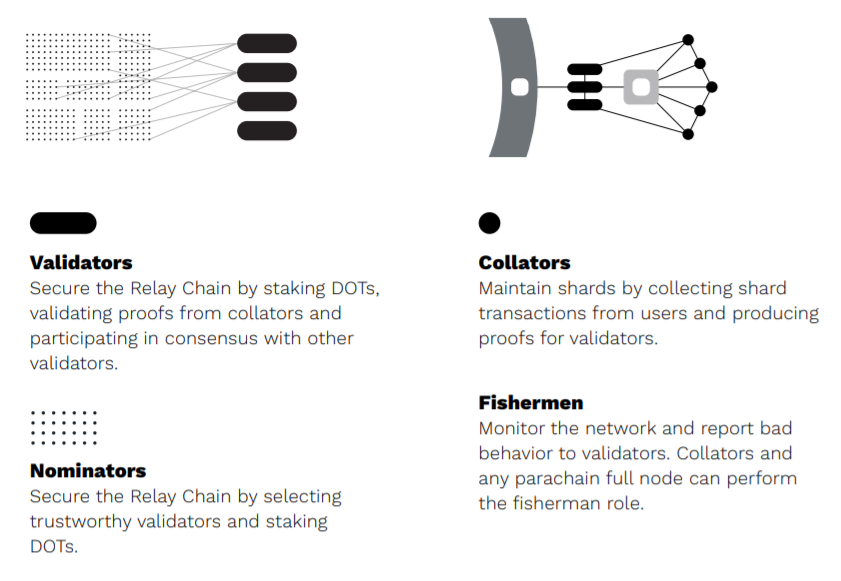 Validators
Secure the Relay Chain by staking DOTs,
validating proofs from collators and
participating in consensus with other
validators.
Nominators
Secure the Relay Chain by selecting
trustworthy validators and staking
DOTs.
Collators
Maintain shards by collecting shard
transactions from users and producing
proofs for validators.
Fishermen
Monitor the network and report bad
behavior to validators. Collators and
any parachain full node can perform
the fisherman role.